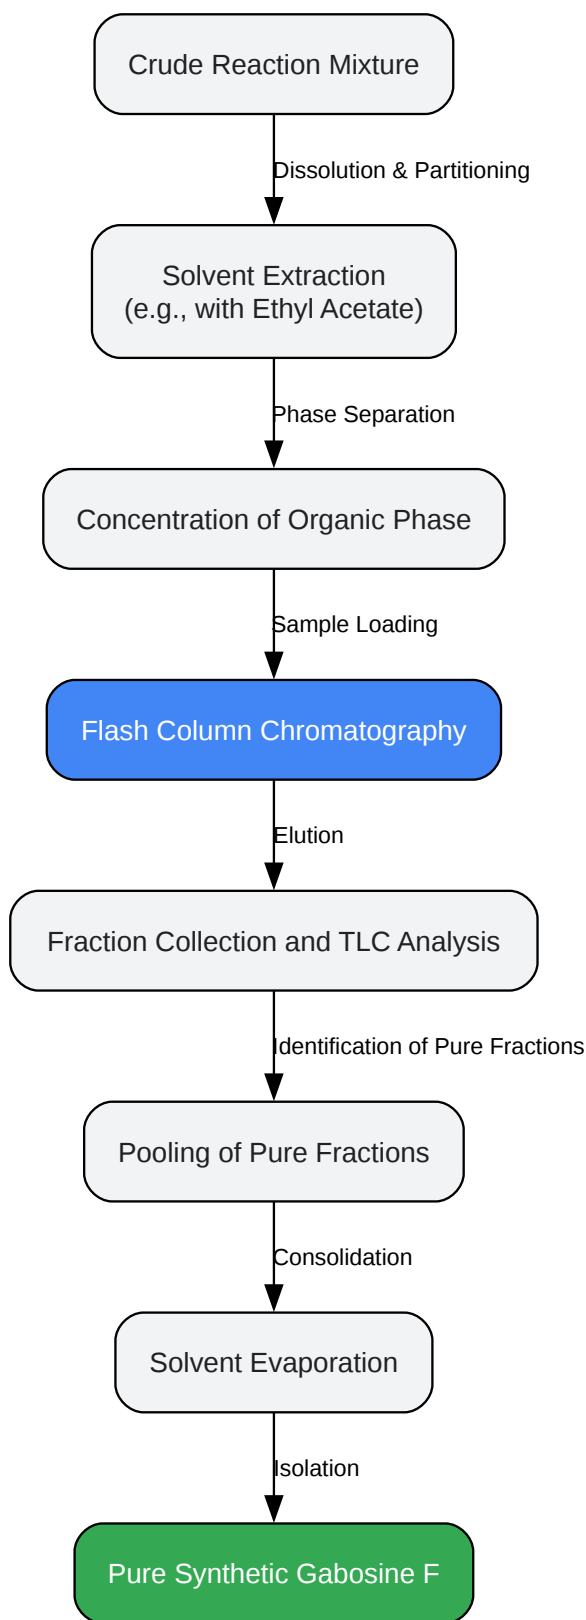 Crude Reaction Mixture
Dissolution & Partitioning
Solvent Extraction
(e.g., with Ethyl Acetate)
Phase Separation
Concentration of Organic Phase
Sample Loading
Flash Column Chromatography
Elution
Fraction Collection and TLC Analysis
Identification of Pure Fractions
Pooling of Pure Fractions
Consolidation
Solvent Evaporation
Isolation
Pure Synthetic Gabosine F